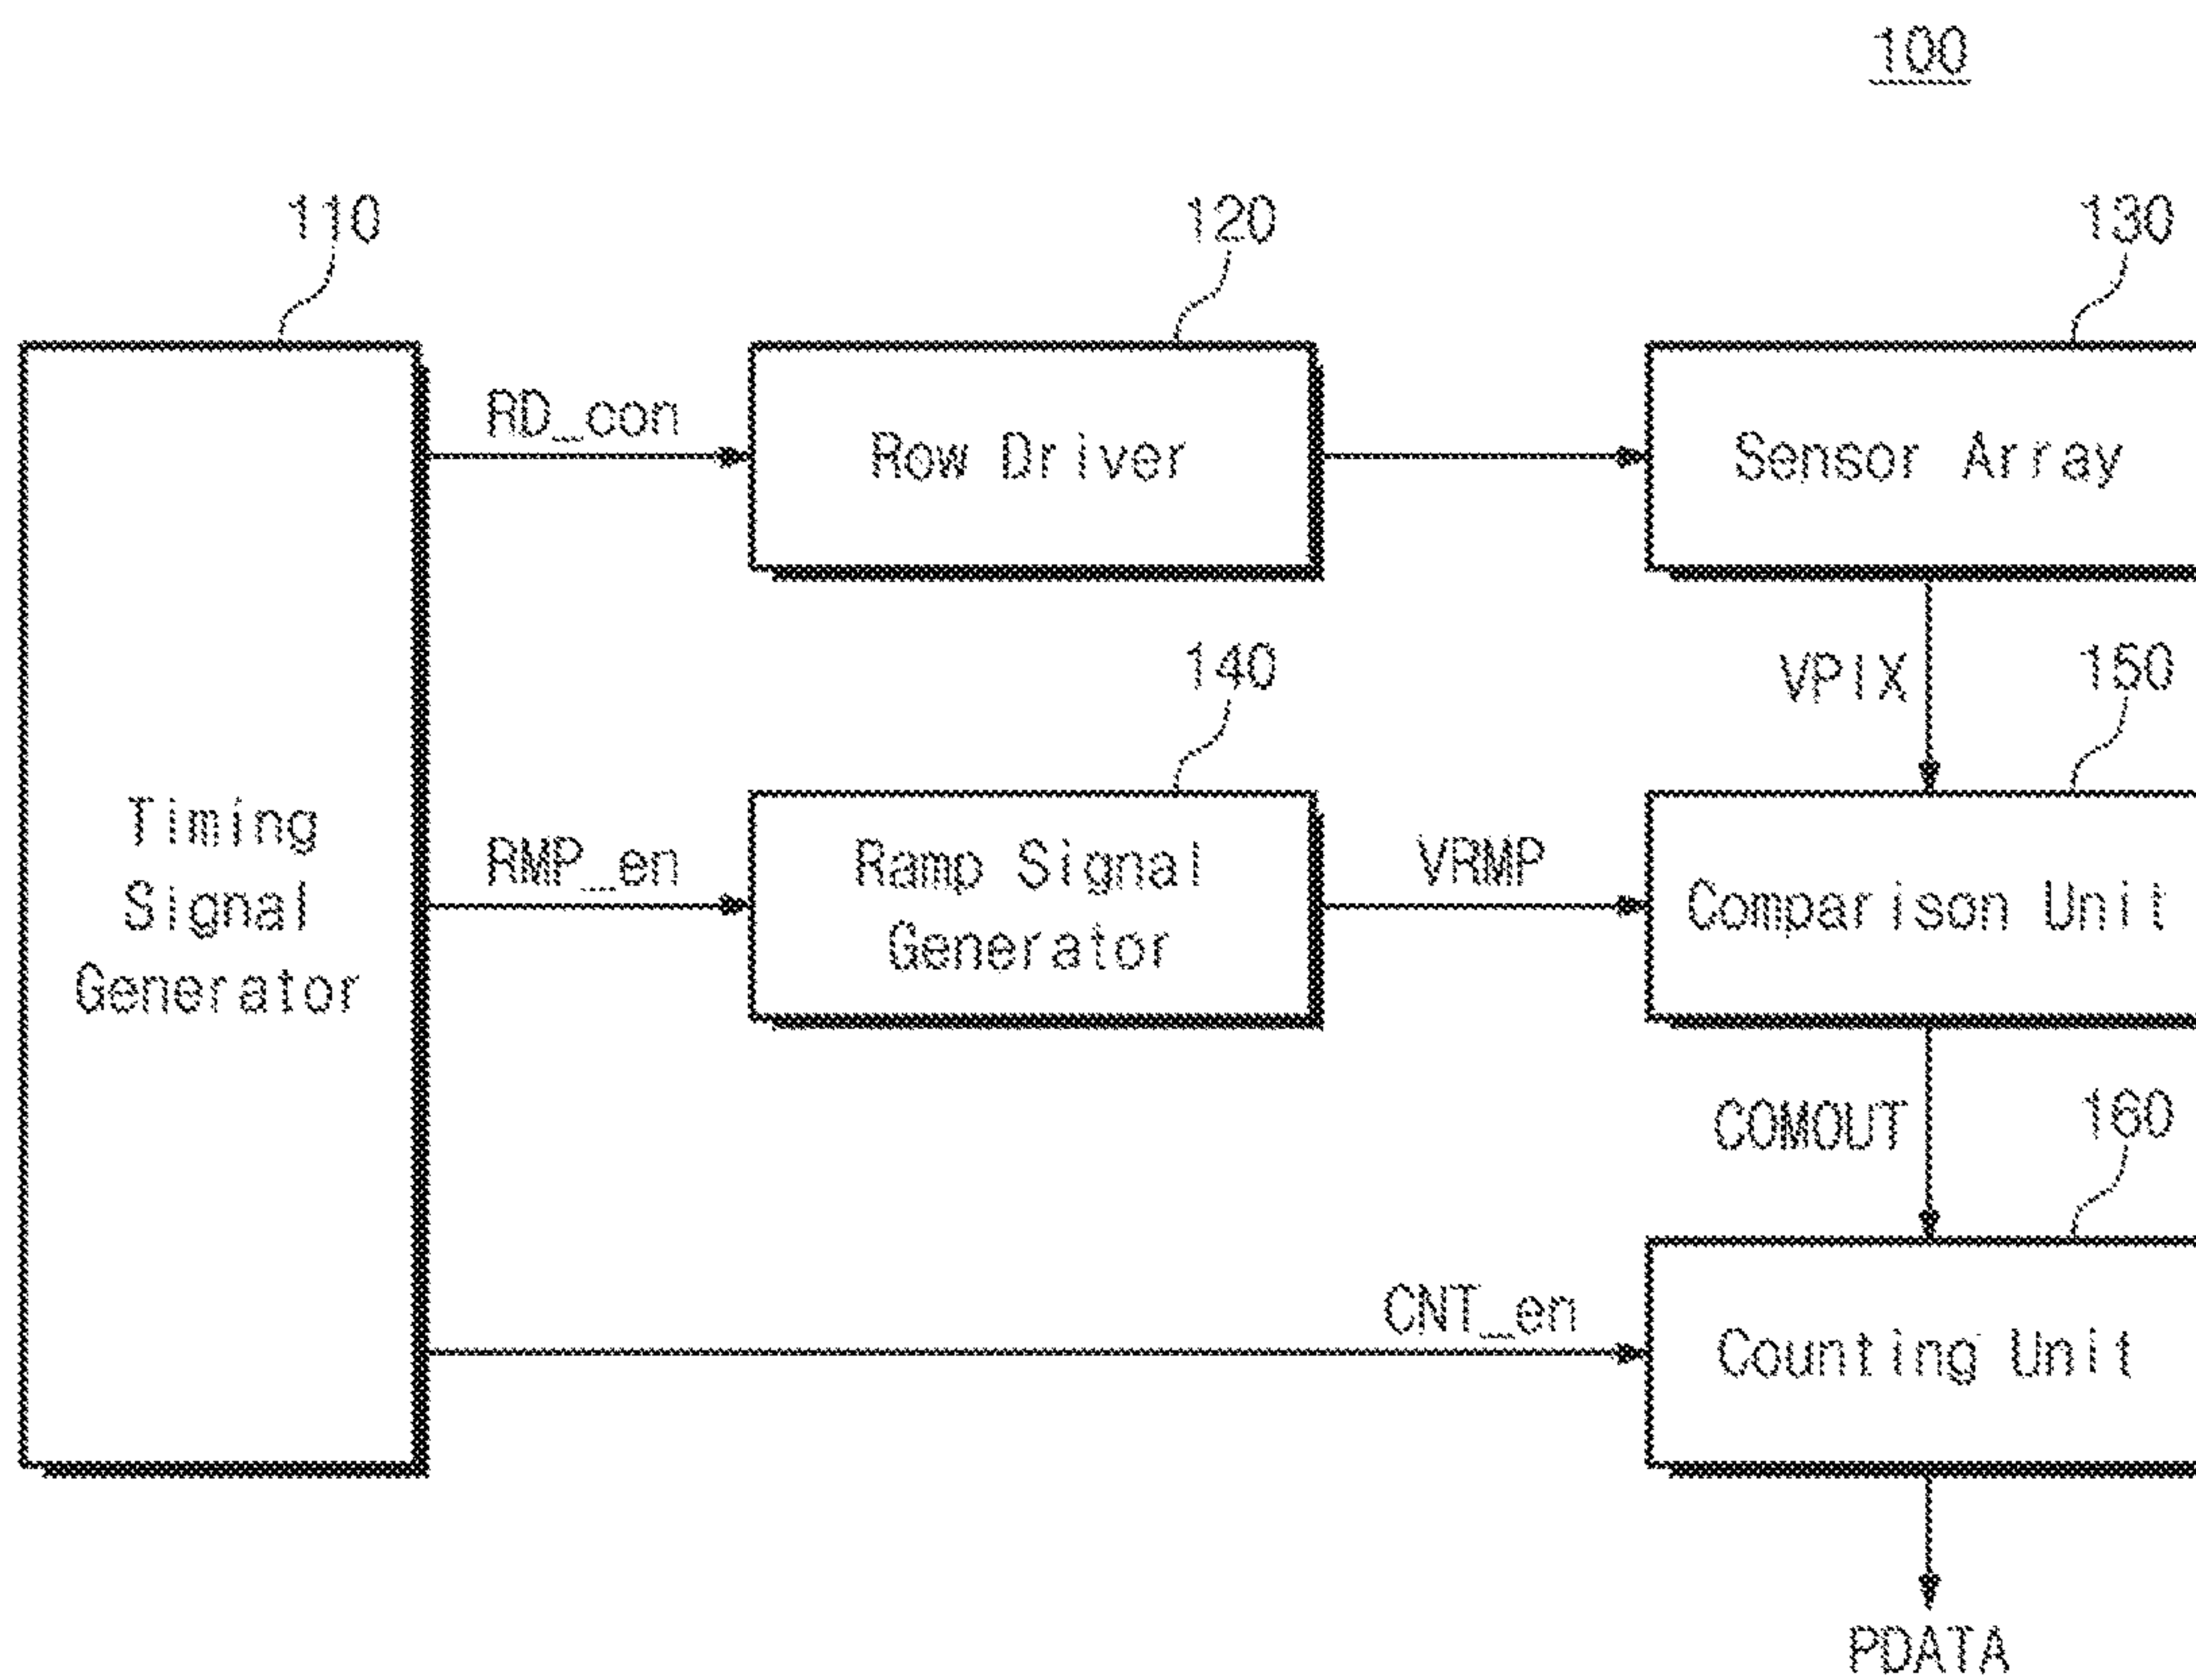 100
110
120
130
RD_con
Row Driver
Sensor Array
140
VPIX
150
Timing
Signal
Generator
RMP_en
Ramp Signal
Generator
VRMP
Comparison Unit
COMOUT
160
CNT_en
Counting Unit
PDATA